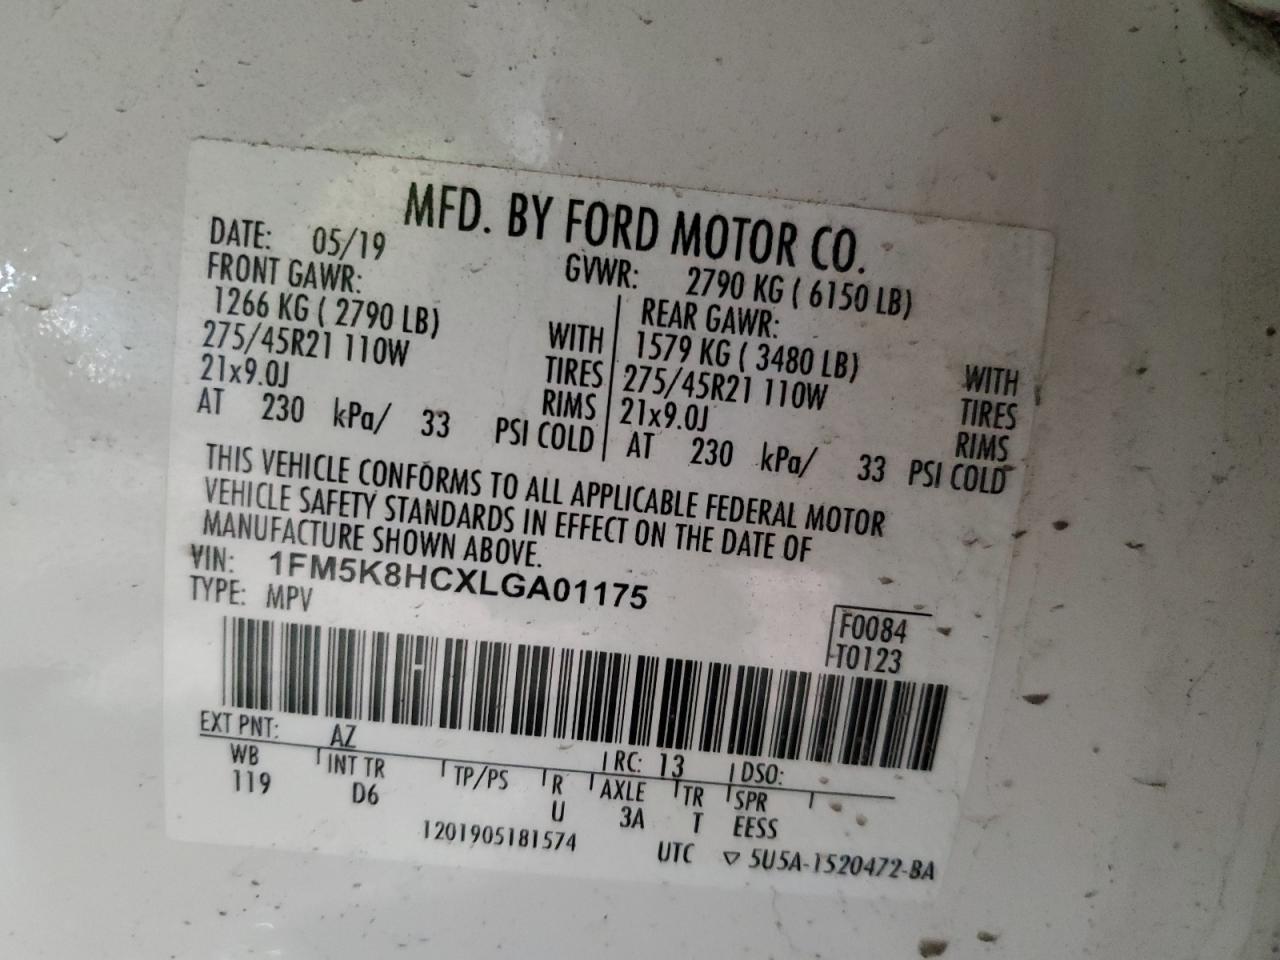 MFD. BY FORD MOTOR CO.
DATE: 05/19 GVWR: 2790 KG ( 6150 LB)
FRONT GAWR: REAR GAWR:
1266 KG ( 2790 LB) WITH 1579 KG ( 3480 LB) WITH
275/45R21 110W TIRES 275/45R21 110W TIRES
21x9.0J RIMS 21x9.0J RIMS
AT 230 kPa/ 33 PSI COLD AT 230 kPa/ 33 PSI COLD
THIS VEHICLE CONFORMS TO ALL APPLICABLE FEDERAL MOTOR
VEHICLE SAFETY STANDARDS IN EFFECT ON THE DATE OF
MANUFACTURE SHOWN ABOVE.
VIN: 1FM5K8HCXLGA01175
TYPE: MPV
F0084
T0123
EXT PNT: AZ RC: 13 DSO:
WB INT TR TP/PS R AXLE TR SPR
119 D6 U 3A T EESS
1201905181574 UTC ▽ 5U5A-1520472-BA